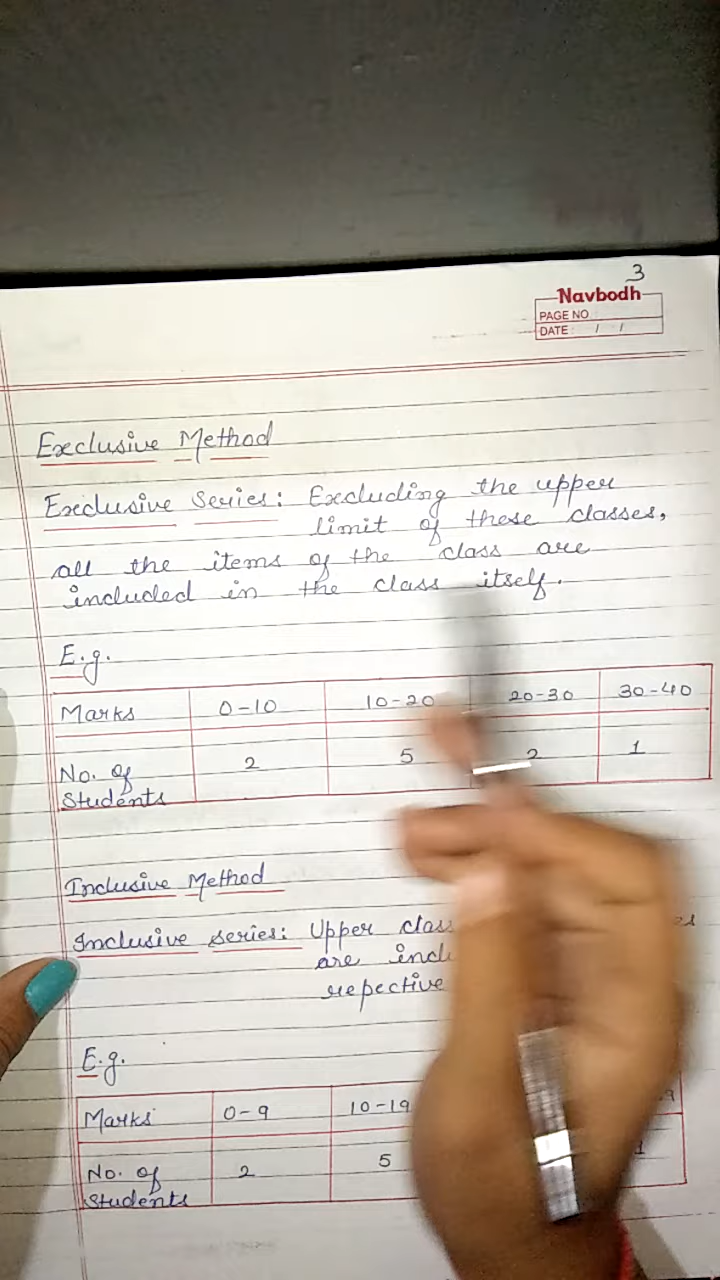 3
Navbodh
PAGE NO.
DATE: / /
Exclusive Method
Exclusive Series: Excluding the upper
limit of these classes,
all the items of the class are
included in the class itself.
E.g.
Marks 0-10 10-20 20-30 30-40
No. of Students 2 5 2 1
Inclusive Method
Inclusive series: Upper
are
repective
E.g.
Marks 0-9 10-19
No. of Students 2 5 1